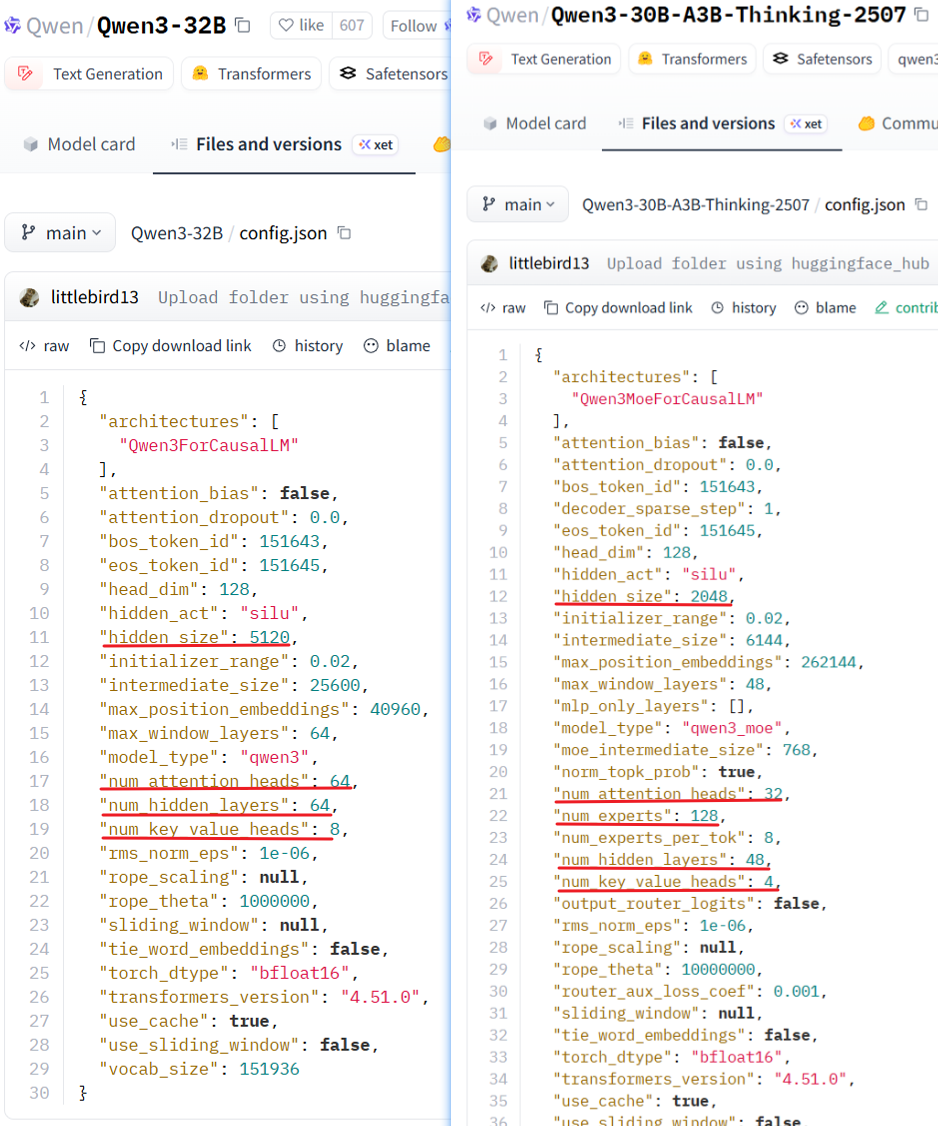 Qwen/Qwen3-32B
like 607
Follow
Text Generation
Transformers
Safetensors
Model card
Files and versions
xet
main
Qwen3-32B / config.json
littlebird13 Upload folder using huggingfa
raw
Copy download link
history
blame
1 {
2 "architectures": [
3 "Qwen3ForCausalLM"
4 ],
5 "attention_bias": false,
6 "attention_dropout": 0.0,
7 "bos_token_id": 151643,
8 "eos_token_id": 151645,
9 "head_dim": 128,
10 "hidden_act": "silu",
11 "hidden_size": 5120,
12 "initializer_range": 0.02,
13 "intermediate_size": 25600,
14 "max_position_embeddings": 40960,
15 "max_window_layers": 64,
16 "model_type": "qwen3",
17 "num_attention_heads": 64,
18 "num_hidden_layers": 64,
19 "num_key_value_heads": 8,
20 "rms_norm_eps": 1e-06,
21 "rope_scaling": null,
22 "rope_theta": 1000000,
23 "sliding_window": null,
24 "tie_word_embeddings": false,
25 "torch_dtype": "bfloat16",
26 "transformers_version": "4.51.0",
27 "use_cache": true,
28 "use_sliding_window": false,
29 "vocab_size": 151936
30 }
Qwen/Qwen3-30B-A3B-Thinking-2507
Text Generation
Transformers
Safetensors
qwen3
Model card
Files and versions
xet
Commu
main
Qwen3-30B-A3B-Thinking-2507 / config.json
littlebird13 Upload folder using huggingface_hub
raw
Copy download link
history
blame
contrib
1 {
2 "architectures": [
3 "Qwen3MoeForCausalLM"
4 ],
5 "attention_bias": false,
6 "attention_dropout": 0.0,
7 "bos_token_id": 151643,
8 "decoder_sparse_step": 1,
9 "eos_token_id": 151645,
10 "head_dim": 128,
11 "hidden_act": "silu",
12 "hidden_size": 2048,
13 "initializer_range": 0.02,
14 "intermediate_size": 6144,
15 "max_position_embeddings": 262144,
16 "max_window_layers": 48,
17 "mlp_only_layers": [],
18 "model_type": "qwen3_moe",
19 "moe_intermediate_size": 768,
20 "norm_topk_prob": true,
21 "num_attention_heads": 32,
22 "num_experts": 128,
23 "num_experts_per_tok": 8,
24 "num_hidden_layers": 48,
25 "num_key_value_heads": 4,
26 "output_router_logits": false,
27 "rms_norm_eps": 1e-06,
28 "rope_scaling": null,
29 "rope_theta": 10000000,
30 "router_aux_loss_coef": 0.001,
31 "sliding_window": null,
32 "tie_word_embeddings": false,
33 "torch_dtype": "bfloat16",
34 "transformers_version": "4.51.0",
35 "use_cache": true,
36 "use_sliding_window": false